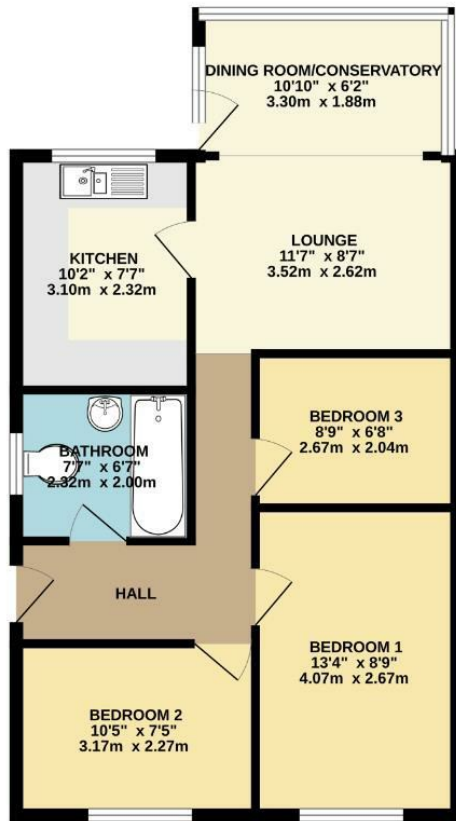 DINING ROOM/CONSERVATORY
10'10" x 6'2"
3.30m x 1.88m
KITCHEN
10'2" x 7'7"
3.10m x 2.32m
LOUNGE
11'7" x 8'7"
3.52m x 2.62m
BEDROOM 3
8'9" x 6'8"
2.67m x 2.04m
BATHROOM
7'7" x 6'7"
2.32m x 2.00m
HALL
BEDROOM 1
13'4" x 8'9"
4.07m x 2.67m
BEDROOM 2
10'5" x 7'5"
3.17m x 2.27m